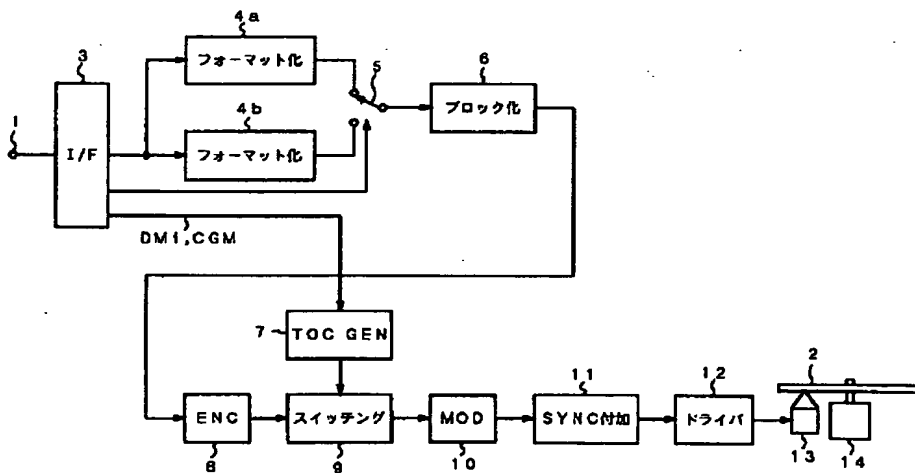 4a
フォーマット化
3
5
6
ブロック化
4b
フォーマット化
1
I/F
DMi,CGM
7
TOC GEN
ENC
8
スイッチング
9
MOD
10
11
SYNC付加
12
ドライバ
2
13
14